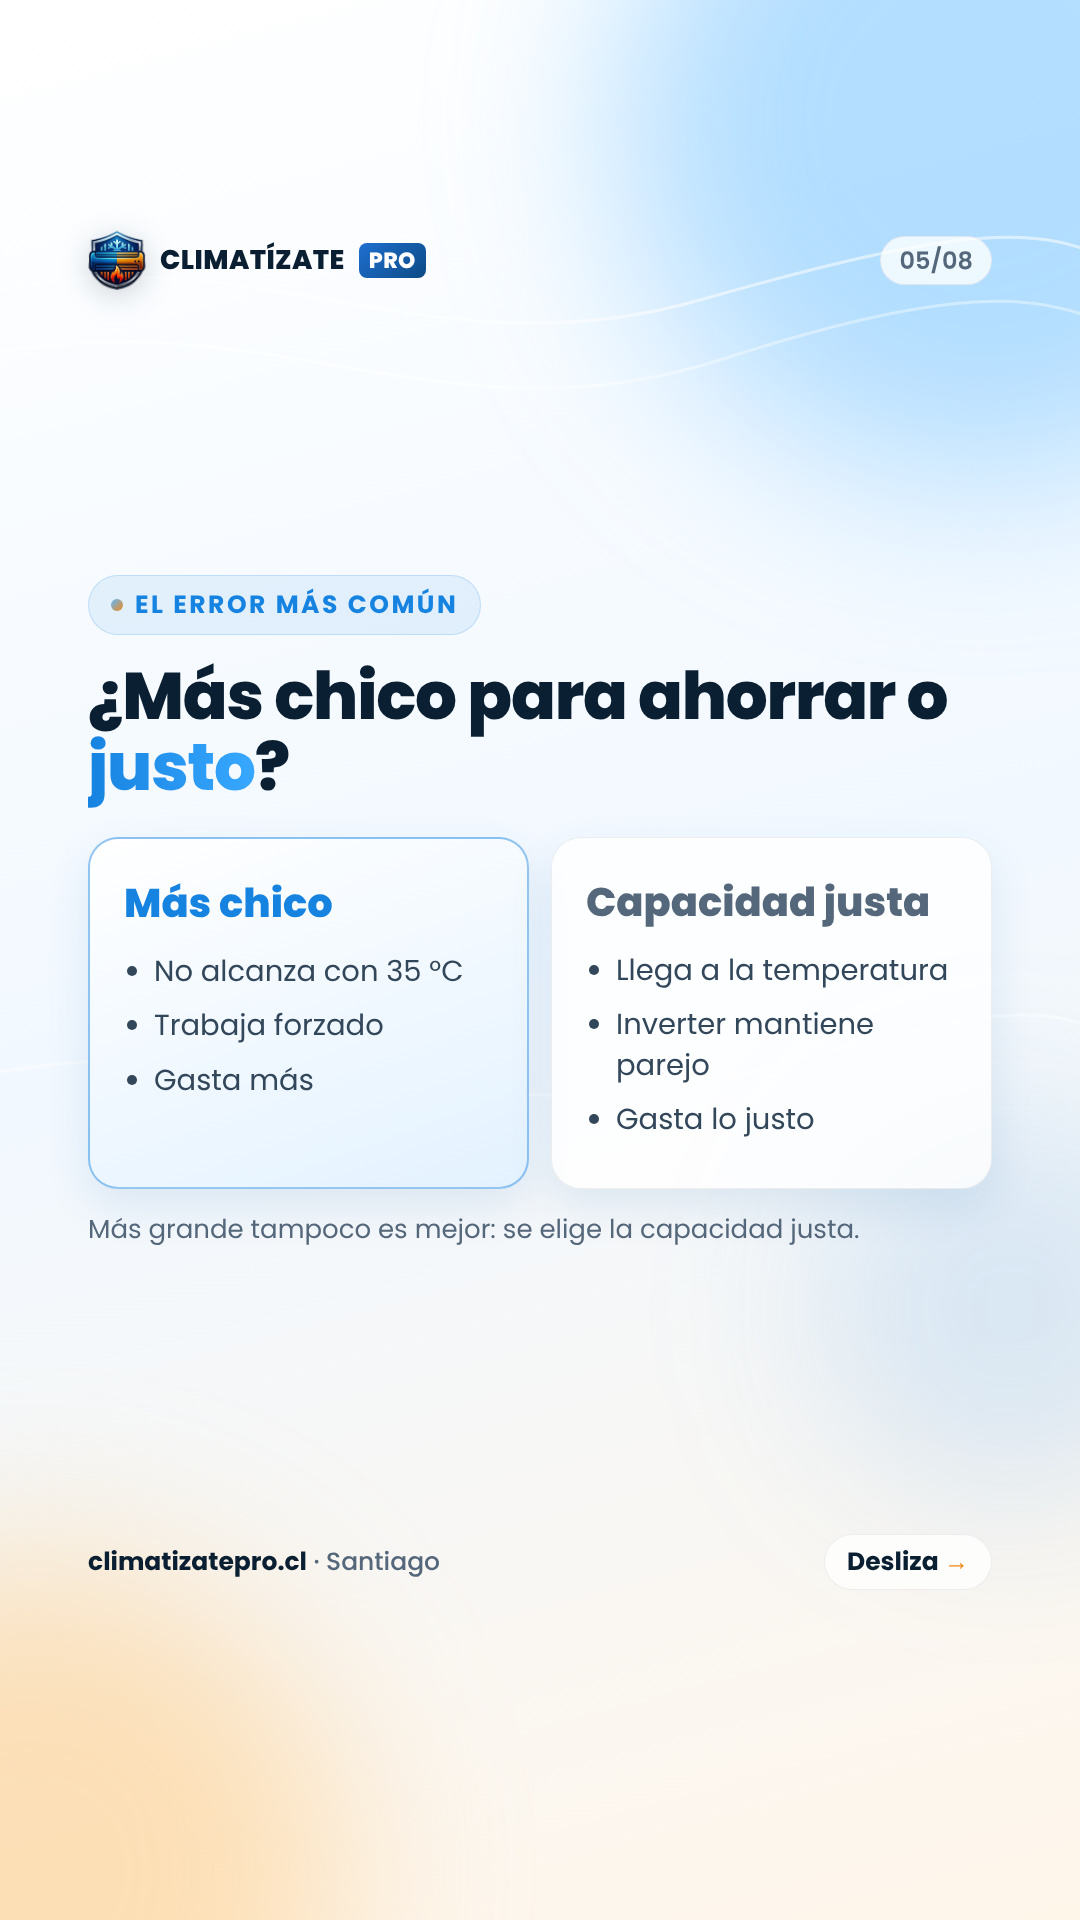 CLIMATÍZATE PRO
05/08
EL ERROR MÁS COMÚN
¿Más chico para ahorrar o
justo?
Más chico
• No alcanza con 35 °C
• Trabaja forzado
• Gasta más
Capacidad justa
• Llega a la temperatura
• Inverter mantiene
parejo
• Gasta lo justo
Más grande tampoco es mejor: se elige la capacidad justa.
climatizatepro.cl · Santiago
Desliza →